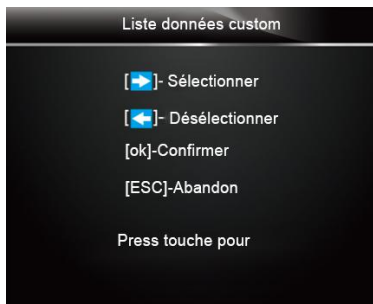 Liste données custom
[➡]- Sélectionner
[⬅]- Désélectionner
[ok]-Confirmer
[ESC]-Abandon
Press touche pour